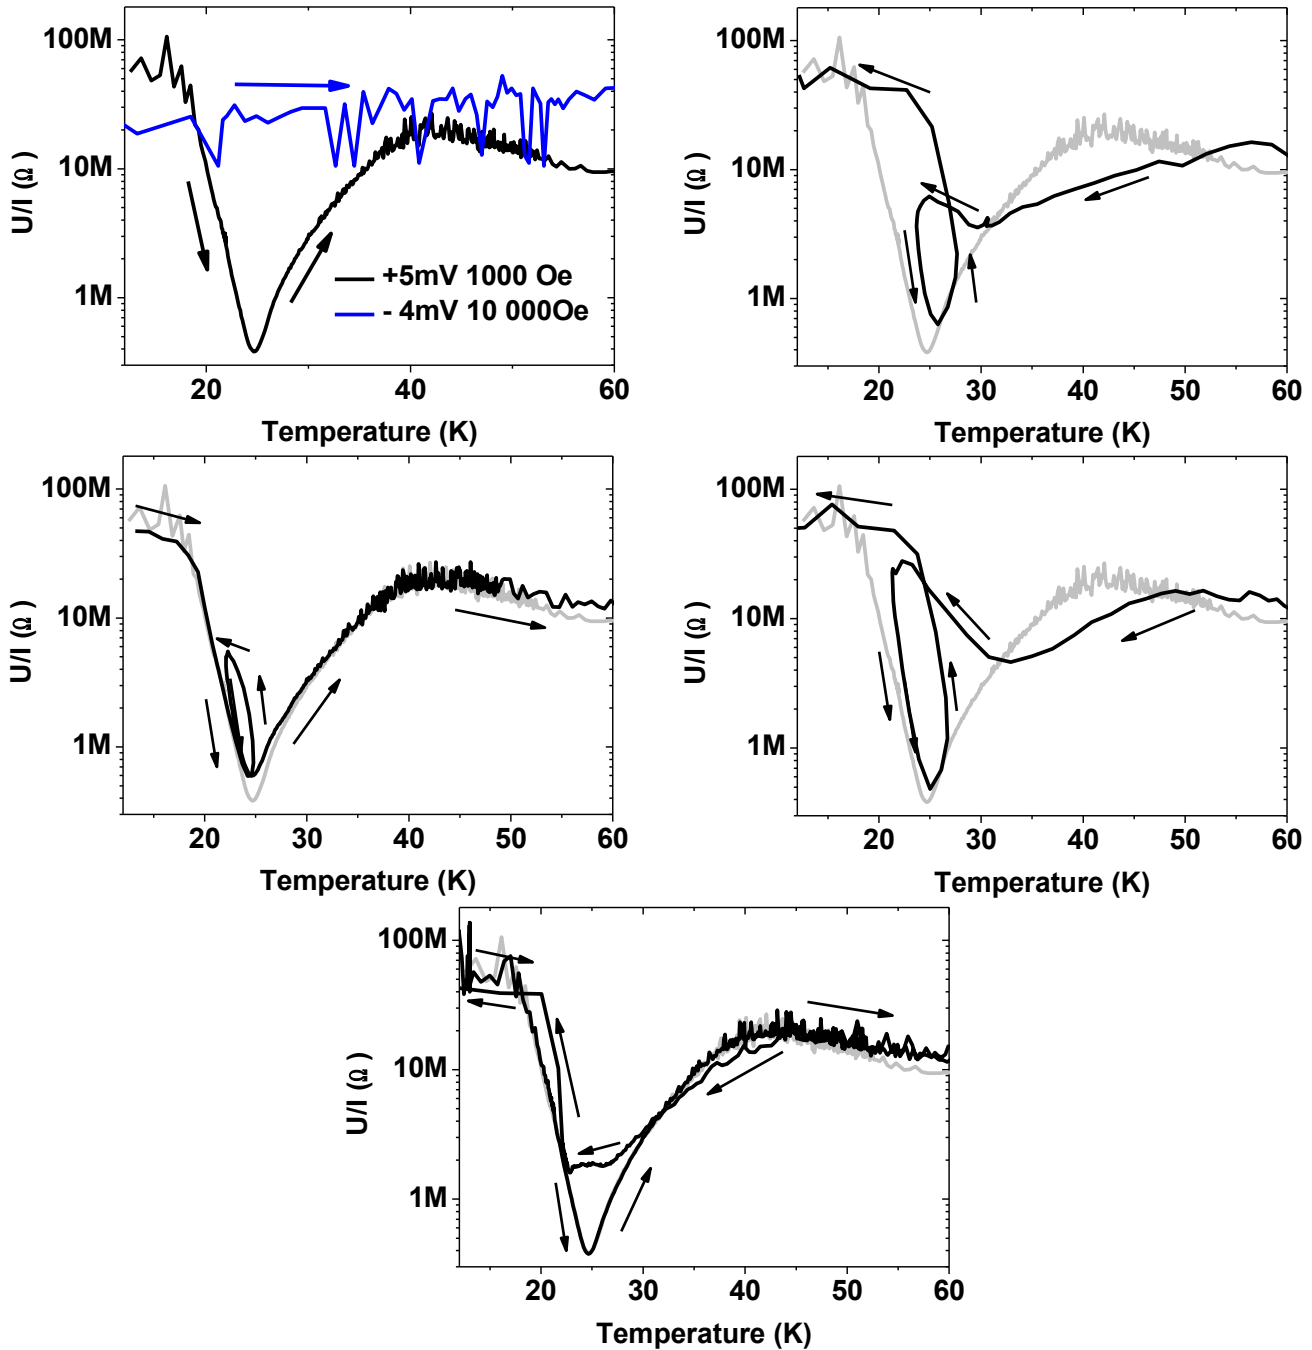 100M
10M
1M
U/I (Ω )
+5mV 1000 Oe
- 4mV 10 000Oe
20 40 60
Temperature (K)
100M
10M
1M
U/I (Ω )
20 30 40 50 60
Temperature (K)
100M
10M
1M
U/I (Ω )
20 30 40 50 60
Temperature (K)
100M
10M
1M
U/I (Ω )
20 30 40 50 60
Temperature (K)
100M
10M
1M
U/I (Ω )
20 30 40 50 60
Temperature (K)